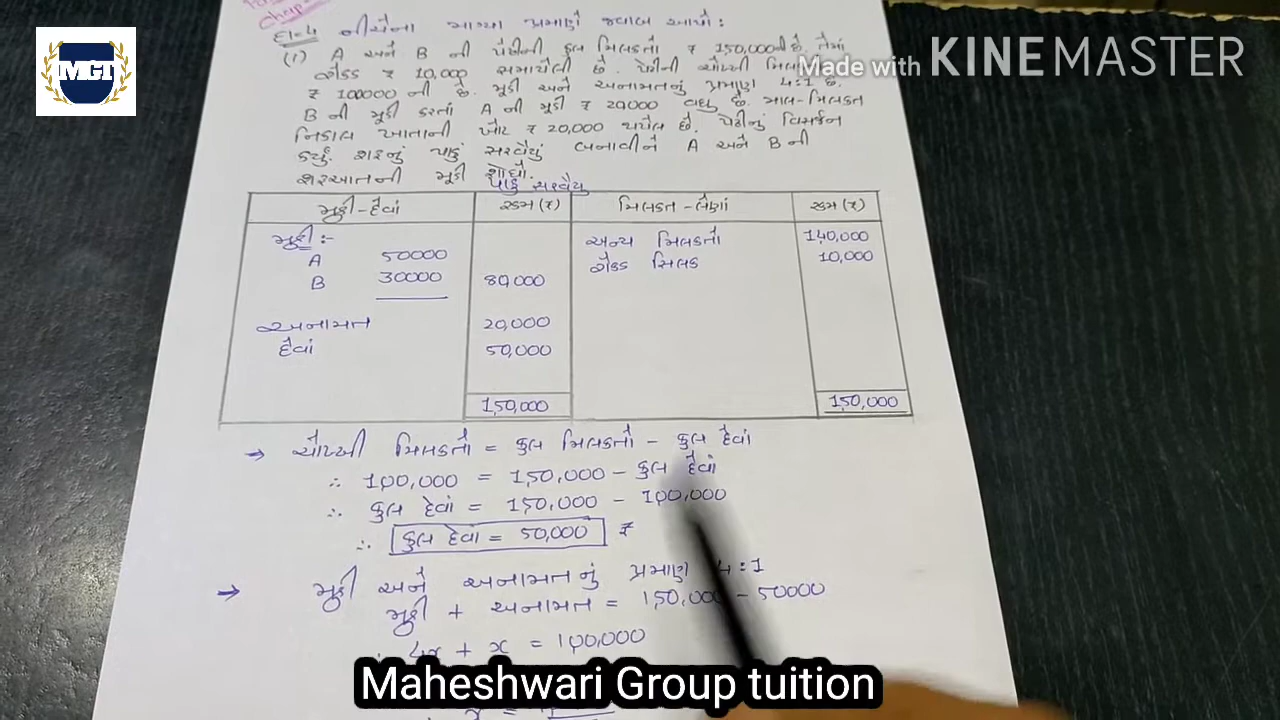 MGT
Made with KINEMASTER
Chap
દા-4 નીચેના માગ્યા પ્રમાણે જવાબ આપો :
(1) A અને B ની પેઢીની કુલ મિલકતો ₹ 150,000ની છે. તેમાં
રોકડ ₹ 10,000 સમાયેલી છે. પેઢીની ચોખ્ખી
₹ 100000 ની છે. મૂડી અને અનામતનું પ્રમાણ 4:1 છે.
B ની મૂડી કરતાં A ની મૂડી ₹ 20000 વધુ છે. માલ-મિલકત
નિકાલ ખાતાની ખોટ ₹ 20,000 થયેલ છે. પેઢીનું વિસર્જન
કર્યું. શરૂનું પાકું સરવૈયું બનાવીને A અને B ની
શરૂઆતની મૂડી શોધો.
પાકું સરવૈયુ
મુડી-દેવાં રકમ (₹) મિલકત-લેણાં રકમ (₹)
મુડી :- અન્ય મિલકતો 140,000
A 50000 રોકડ સિલક 10,000
B 30000 80,000
અનામત 20,000
દેવાં 50,000
150,000 150,000
→ ચોખ્ખી મિલકતો = કુલ મિલકતો - કુલ દેવાં
∴ 100,000 = 150,000 - કુલ દેવાં
∴ કુલ દેવાં = 150,000 - 100,000
∴ કુલ દેવાં = 50,000 ₹
→ મુડી અને અનામતનું પ્રમાણ 4:1
મુડી + અનામત = 150,000 - 50000
∴ 4x + x = 100,000
Maheshwari Group tuition